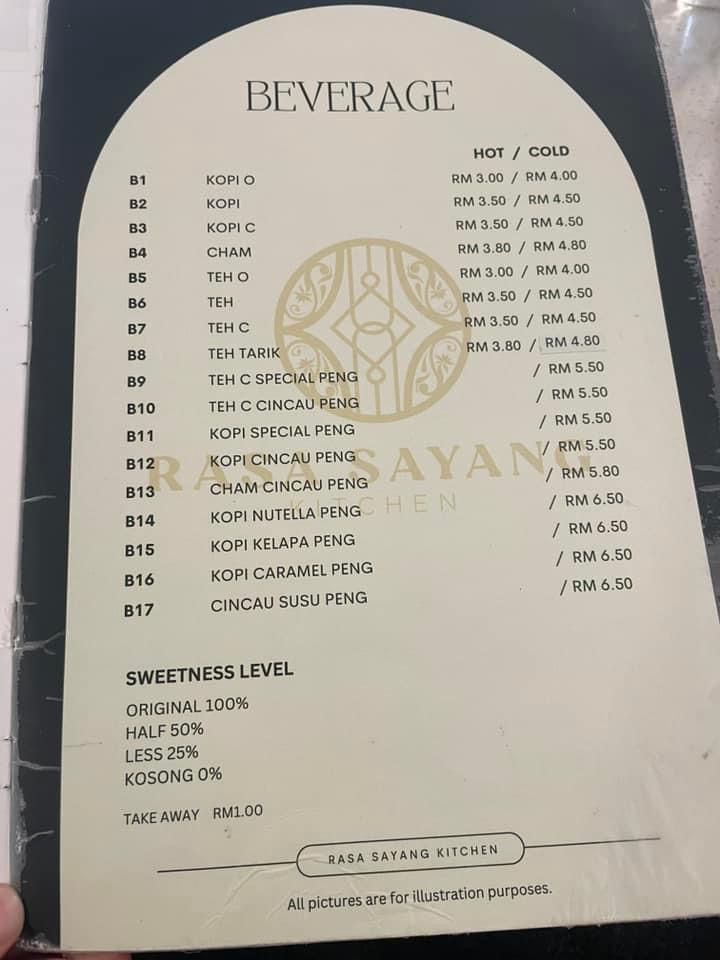 BEVERAGE
HOT / COLD
B1 KOPI O RM 3.00 / RM 4.00
B2 KOPI RM 3.50 / RM 4.50
B3 KOPI C RM 3.50 / RM 4.50
B4 CHAM RM 3.80 / RM 4.80
B5 TEH O RM 3.00 / RM 4.00
B6 TEH RM 3.50 / RM 4.50
B7 TEH C RM 3.50 / RM 4.50
B8 TEH TARIK RM 3.80 / RM 4.80
B9 TEH C SPECIAL PENG / RM 5.50
B10 TEH C CINCAU PENG / RM 5.50
B11 KOPI SPECIAL PENG / RM 5.50
B12 KOPI CINCAU PENG / RM 5.50
B13 CHAM CINCAU PENG / RM 5.80
B14 KOPI NUTELLA PENG / RM 6.50
B15 KOPI KELAPA PENG / RM 6.50
B16 KOPI CARAMEL PENG / RM 6.50
B17 CINCAU SUSU PENG / RM 6.50
RASA SAYANG
KITCHEN
SWEETNESS LEVEL
ORIGINAL 100%
HALF 50%
LESS 25%
KOSONG 0%
TAKE AWAY RM1.00
RASA SAYANG KITCHEN
All pictures are for illustration purposes.